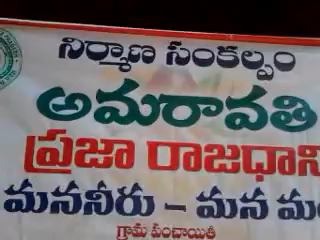 నిర్మాణ సంకల్పం
అమరావతి
ప్రజా రాజధాని
మననీరు – మన
గ్రామ పంచాయితీ